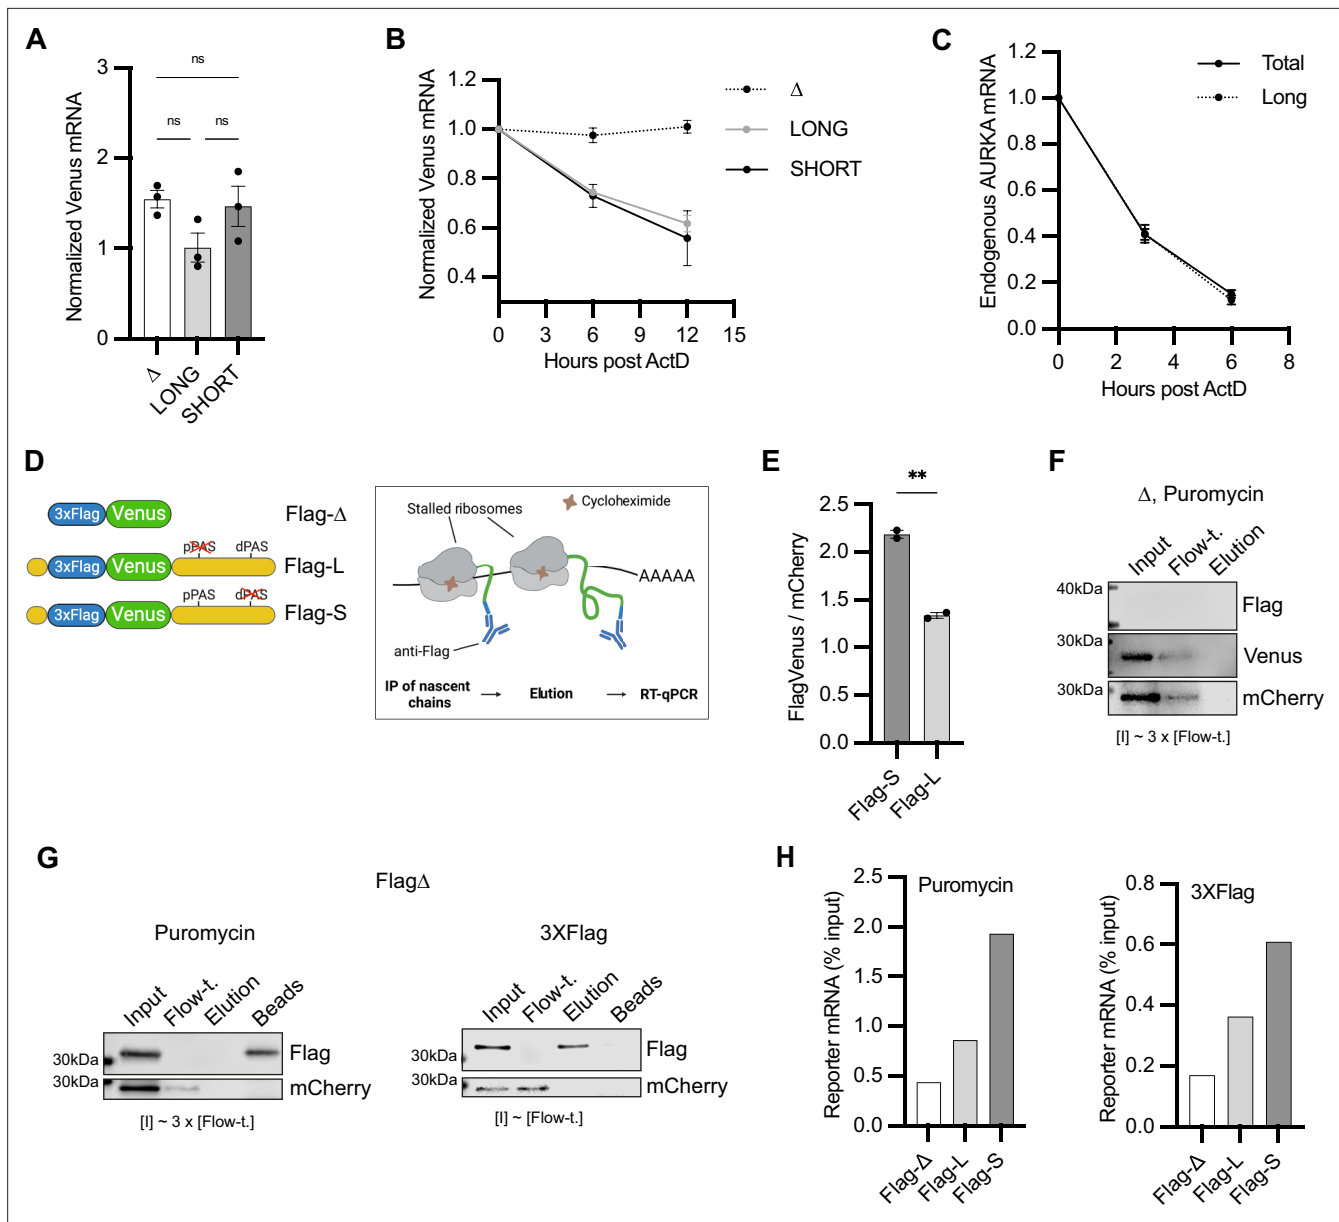 A
Normalized Venus mRNA
3
2
1
0
ns
ns
ns
Δ
LONG
SHORT
B
Normalized Venus mRNA
1.2
1.0
0.8
0.6
0.4
0
3
6
9
12
15
Hours post ActD
Δ
LONG
SHORT
C
Endogenous AURKA mRNA
1.2
1.0
0.8
0.6
0.4
0.2
0.0
0
2
4
6
8
Hours post ActD
Total
Long
D
3xFlag Venus
Flag-Δ
pPAS dPAS
3xFlag Venus
Flag-L
pPAS dPAS
3xFlag Venus
Flag-S
Stalled ribosomes
Cycloheximide
AAAAA
anti-Flag
IP of nascent
chains
Elution
RT-qPCR
E
FlagVenus / mCherry
2.5
2.0
1.5
1.0
0.5
0.0
**
Flag-S
Flag-L
F
Δ, Puromycin
Input
Flow-t.
Elution
40kDa
Flag
30kDa
Venus
30kDa
mCherry
[I] ~ 3 x [Flow-t.]
G
FlagΔ
Puromycin
Input
Flow-t.
Elution
Beads
30kDa
Flag
30kDa
mCherry
[I] ~ 3 x [Flow-t.]
3XFlag
Input
Flow-t.
Elution
Beads
30kDa
Flag
30kDa
mCherry
[I] ~ [Flow-t.]
H
Reporter mRNA (% input)
2.5
2.0
1.5
1.0
0.5
0.0
Puromycin
Flag-Δ
Flag-L
Flag-S
Reporter mRNA (% input)
0.8
0.6
0.4
0.2
0.0
3XFlag
Flag-Δ
Flag-L
Flag-S